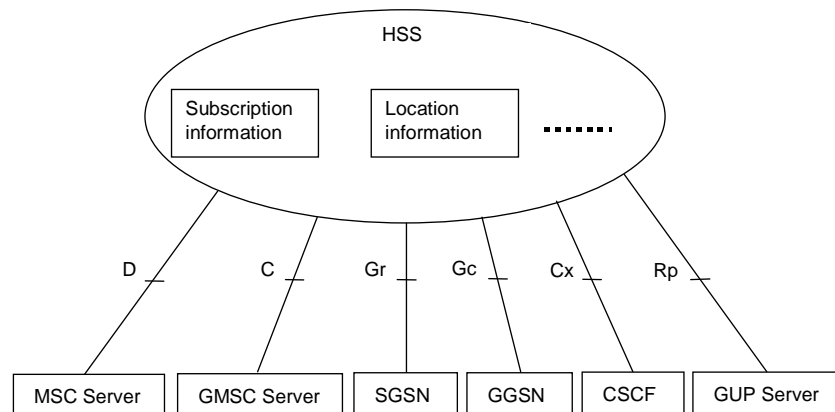 HSS
Subscription
information
Location
information
D
C
Gr
Gc
Cx
Rp
MSC Server
GMSC Server
SGSN
GGSN
CSCF
GUP Server